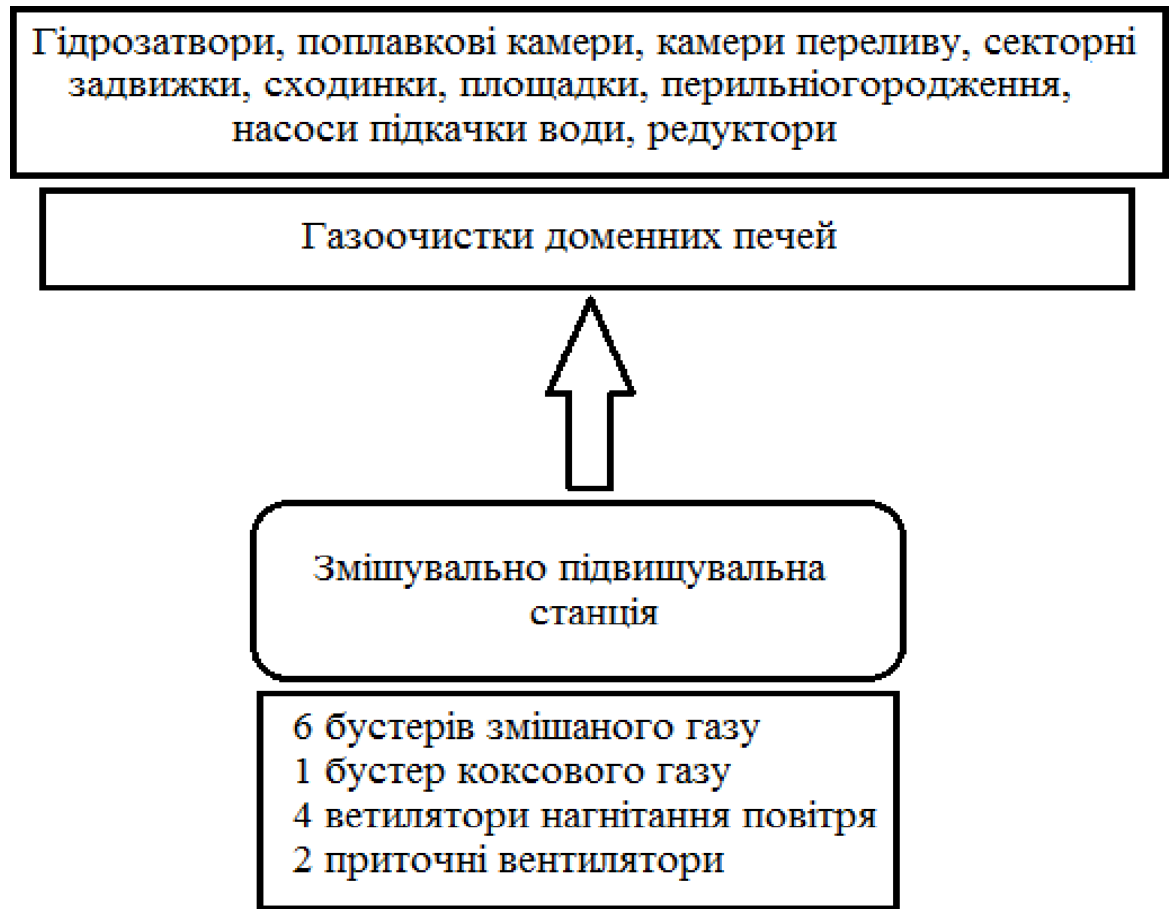 Гідрозатвори, поплавкові камери, камери переливу, секторні
задвижки, сходинки, площадки, перильніогородження,
насоси підкачки води, редуктори
Газоочистки доменних печей
Змішувально підвищувальна
станція
6 бустерів змішаного газу
1 бустер коксового газу
4 ветилятори нагнітання повітря
2 приточні вентилятори